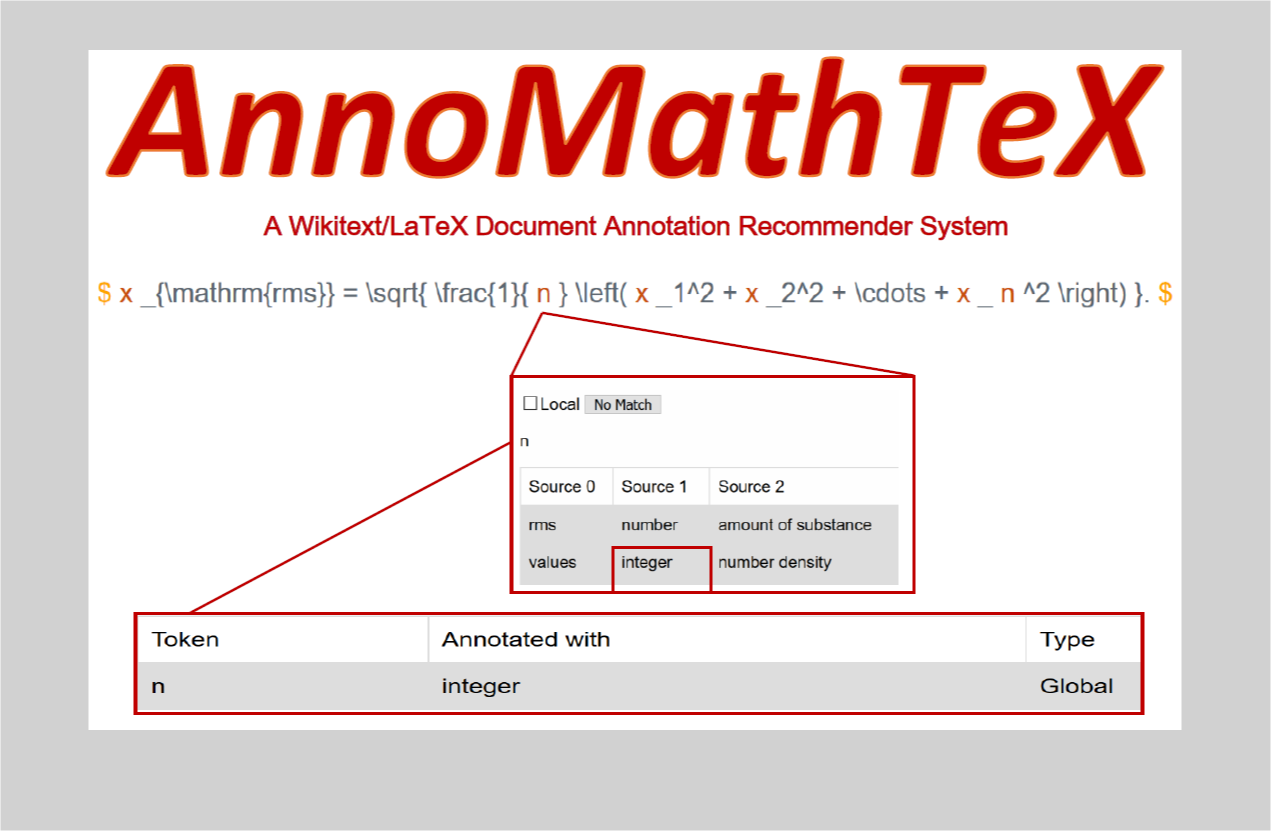 AnnoMathTeX
A Wikitext/LaTeX Document Annotation Recommender System
$ x _{\mathrm{rms}} = \sqrt{ \frac{1}{ n } \left( x _1^2 + x _2^2 + \cdots + x _ n ^2 \right) }. $
Local No Match
n
Source 0 Source 1 Source 2
rms number amount of substance
values integer number density
Token Annotated with Type
n integer Global